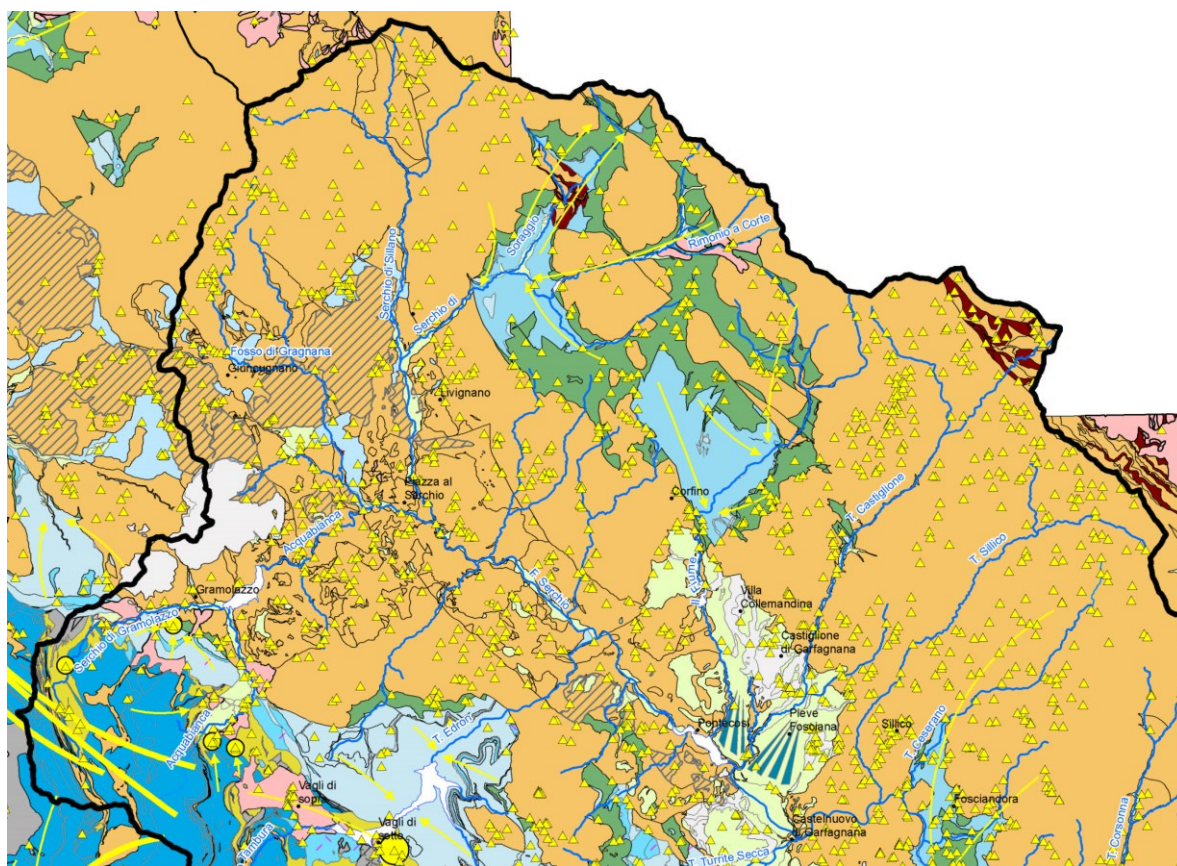 Soraggio
Rimonio a Corte
Serchio di Sillano
Serchio di
Fosso di Gragnana
Giuncugnano
Livignano
Piazza al
Serchio
Corfino
T. Castiglione
Acquabianca
T. Sillico
F. Serchio
Il Fiume
Gramolazzo
Villa
Collemandina
Serchio di Gramolazzo
Castiglione
di Garfagnana
Acquabianca
T. Edron
Pontecosi
Pieve
Fosciana
Sillico
T. Ceserano
Vagli di
sopra
Fosciandora
Vagli di
sotto
Castelnuovo
di Garfagnana
Tambura
T. Turrite Secca
T. Corsonna